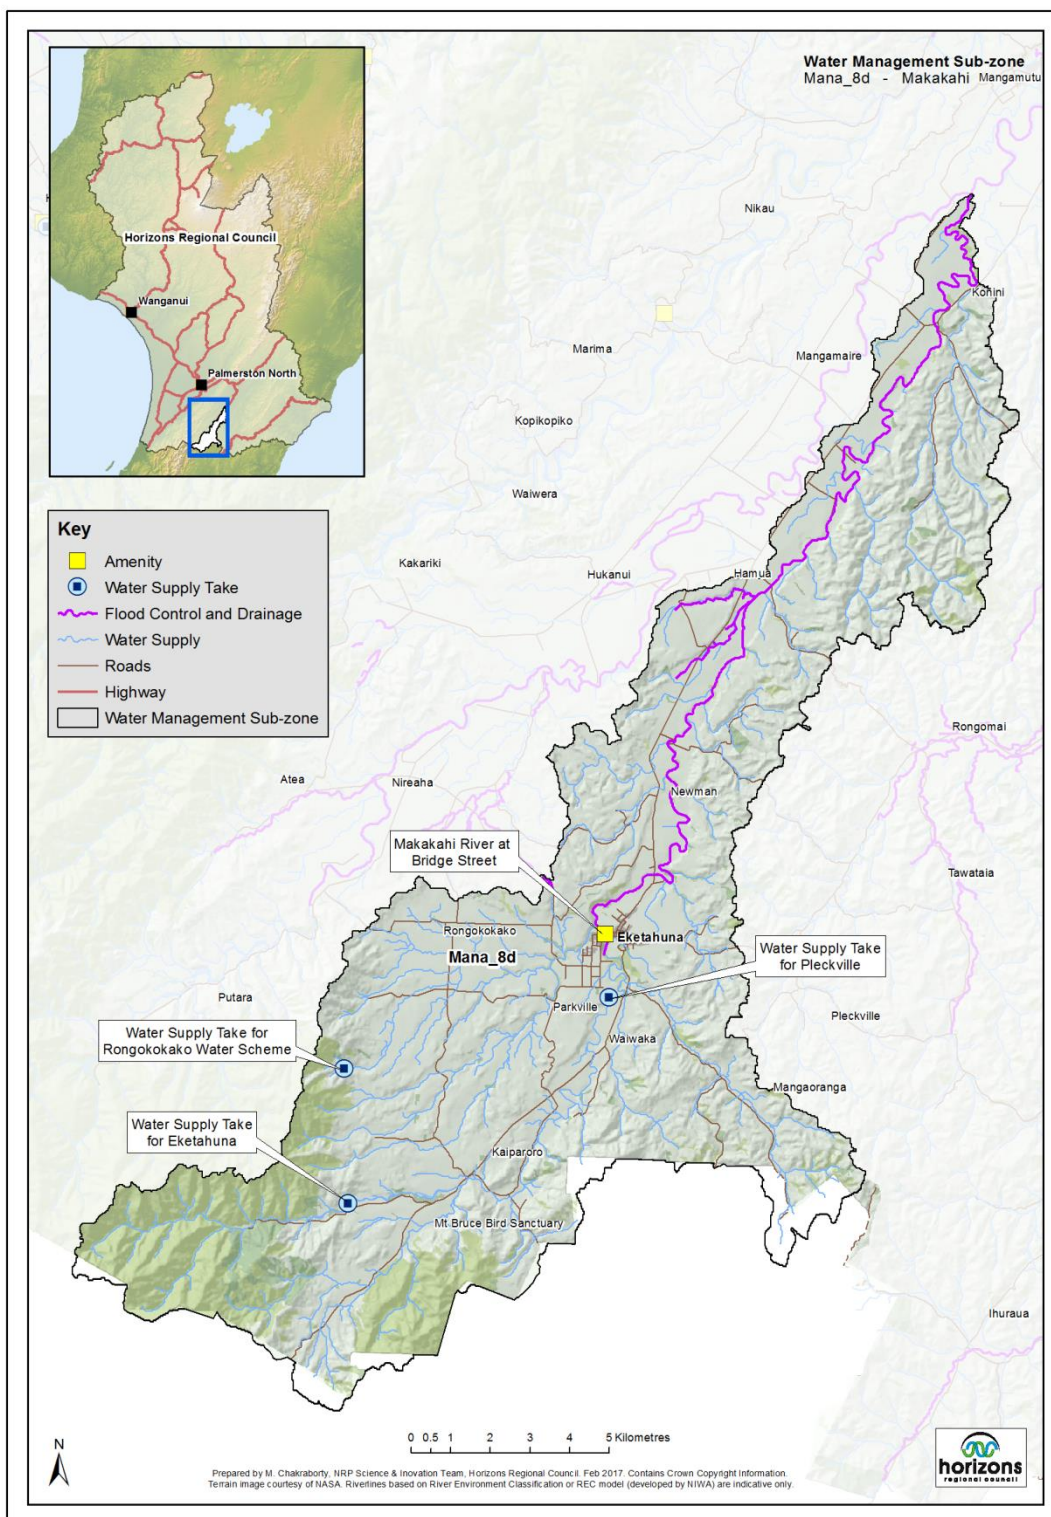 Water Management Sub-zone
Mana_8d - Makakahi
Mangamutu
Horizons Regional Council
Wanganui
Palmerston North
Nikau
Konini
Marima
Mangamaire
Kopikopiko
Waiwera
Key
Amenity
Water Supply Take
Flood Control and Drainage
Water Supply
Roads
Highway
Water Management Sub-zone
Kakariki
Hukanui
Hamua
Rongomai
Atea
Nireaha
Newman
Makakahi River at
Bridge Street
Tawataia
Rongokokako
Eketahuna
Mana_8d
Water Supply Take
for Pleckville
Putara
Parkville
Pleckville
Water Supply Take for
Rongokokako Water Scheme
Waiwaka
Mangaoranga
Water Supply Take
for Eketahuna
Kaiparoro
Mt Bruce Bird Sanctuary
Ihuraua
N
0 0.5 1 2 3 4 5 Kilometres
Prepared by M. Chakraborty, NRP Science & Inovation Team, Horizons Regional Council. Feb 2017. Contains Crown Copyright Information.
Terrain image courtesy of NASA. Riverlines based on River Environment Classification or REC model (developed by NIWA) are indicative only.
horizons
regional council